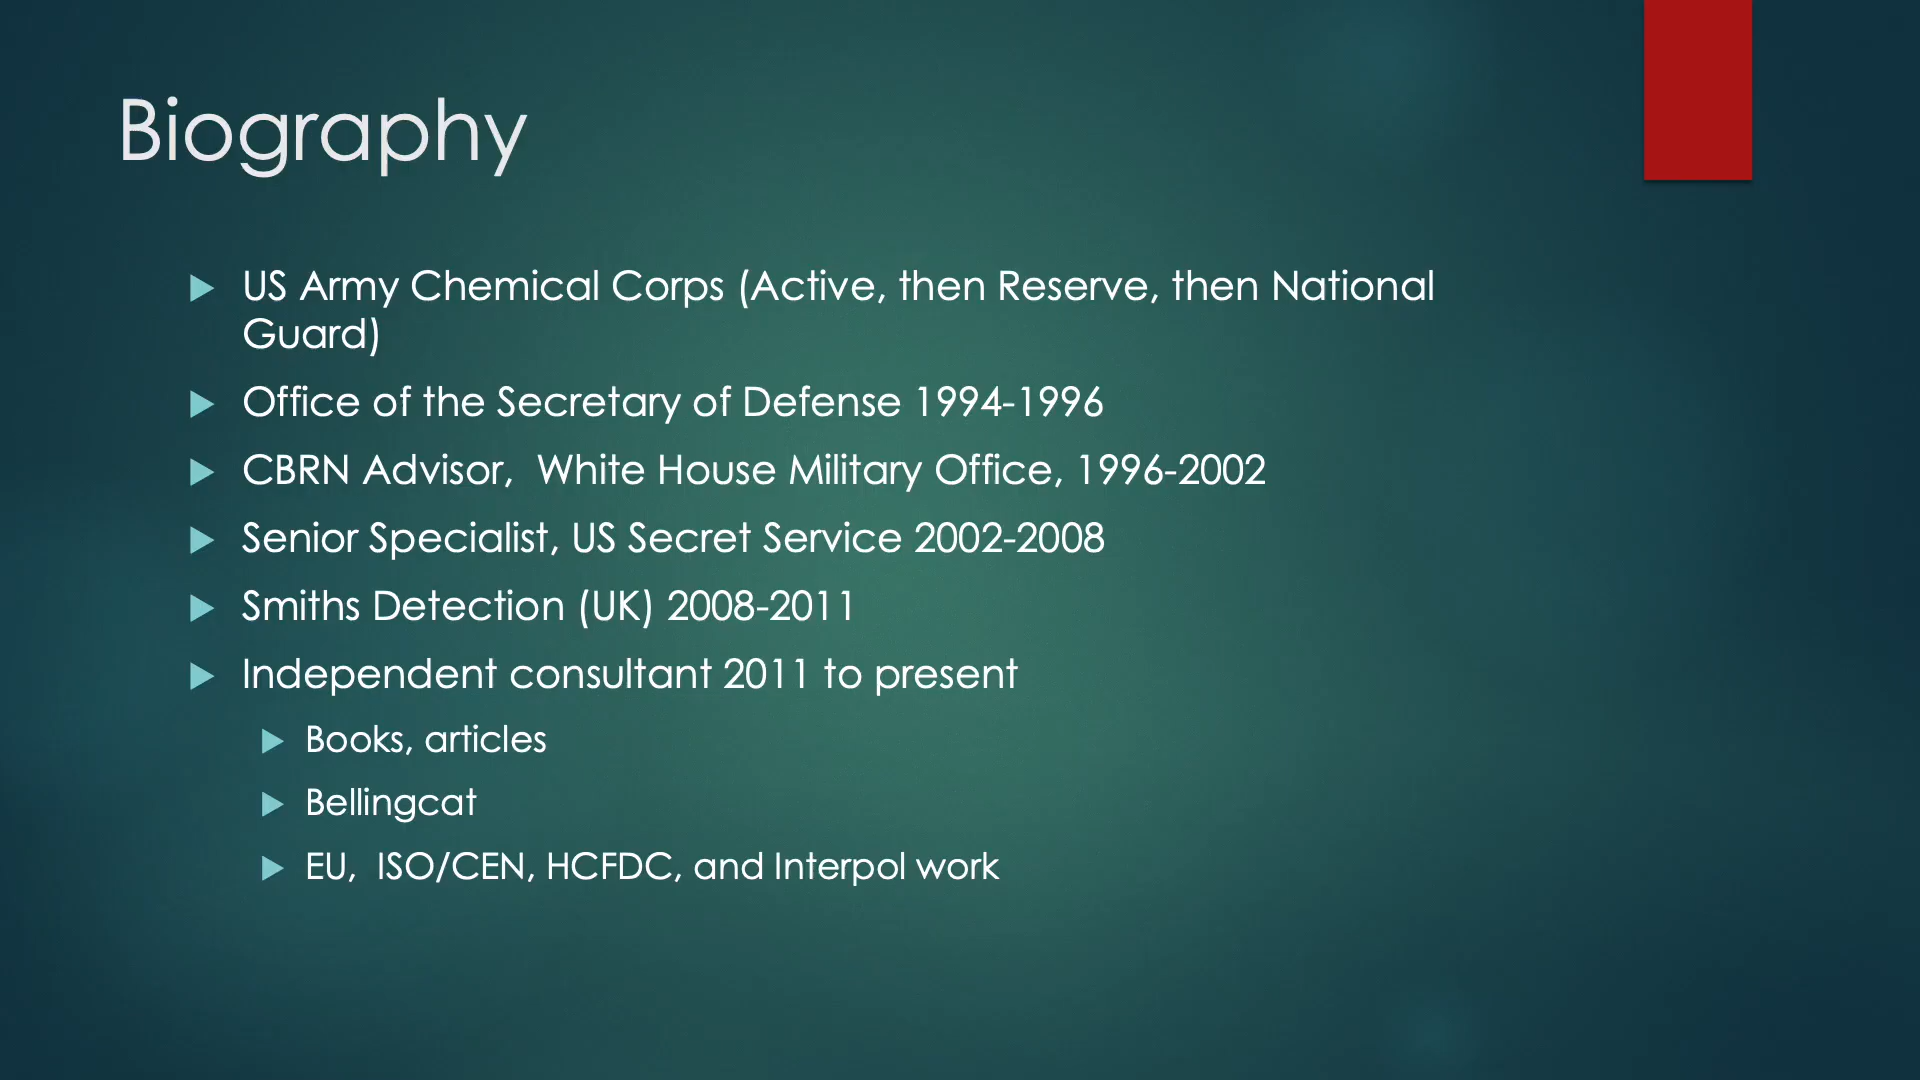 Biography
US Army Chemical Corps (Active, then Reserve, then National
Guard)
Office of the Secretary of Defense 1994-1996
CBRN Advisor,  White House Military Office, 1996-2002
Senior Specialist, US Secret Service 2002-2008
Smiths Detection (UK) 2008-2011
Independent consultant 2011 to present
Books, articles
Bellingcat
EU,  ISO/CEN, HCFDC, and Interpol work